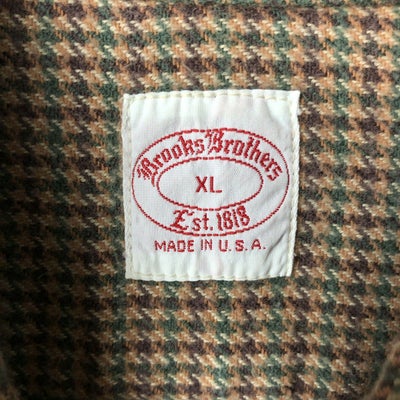 Brooks Brothers
XL
Est. 1818
MADE IN U.S.A.